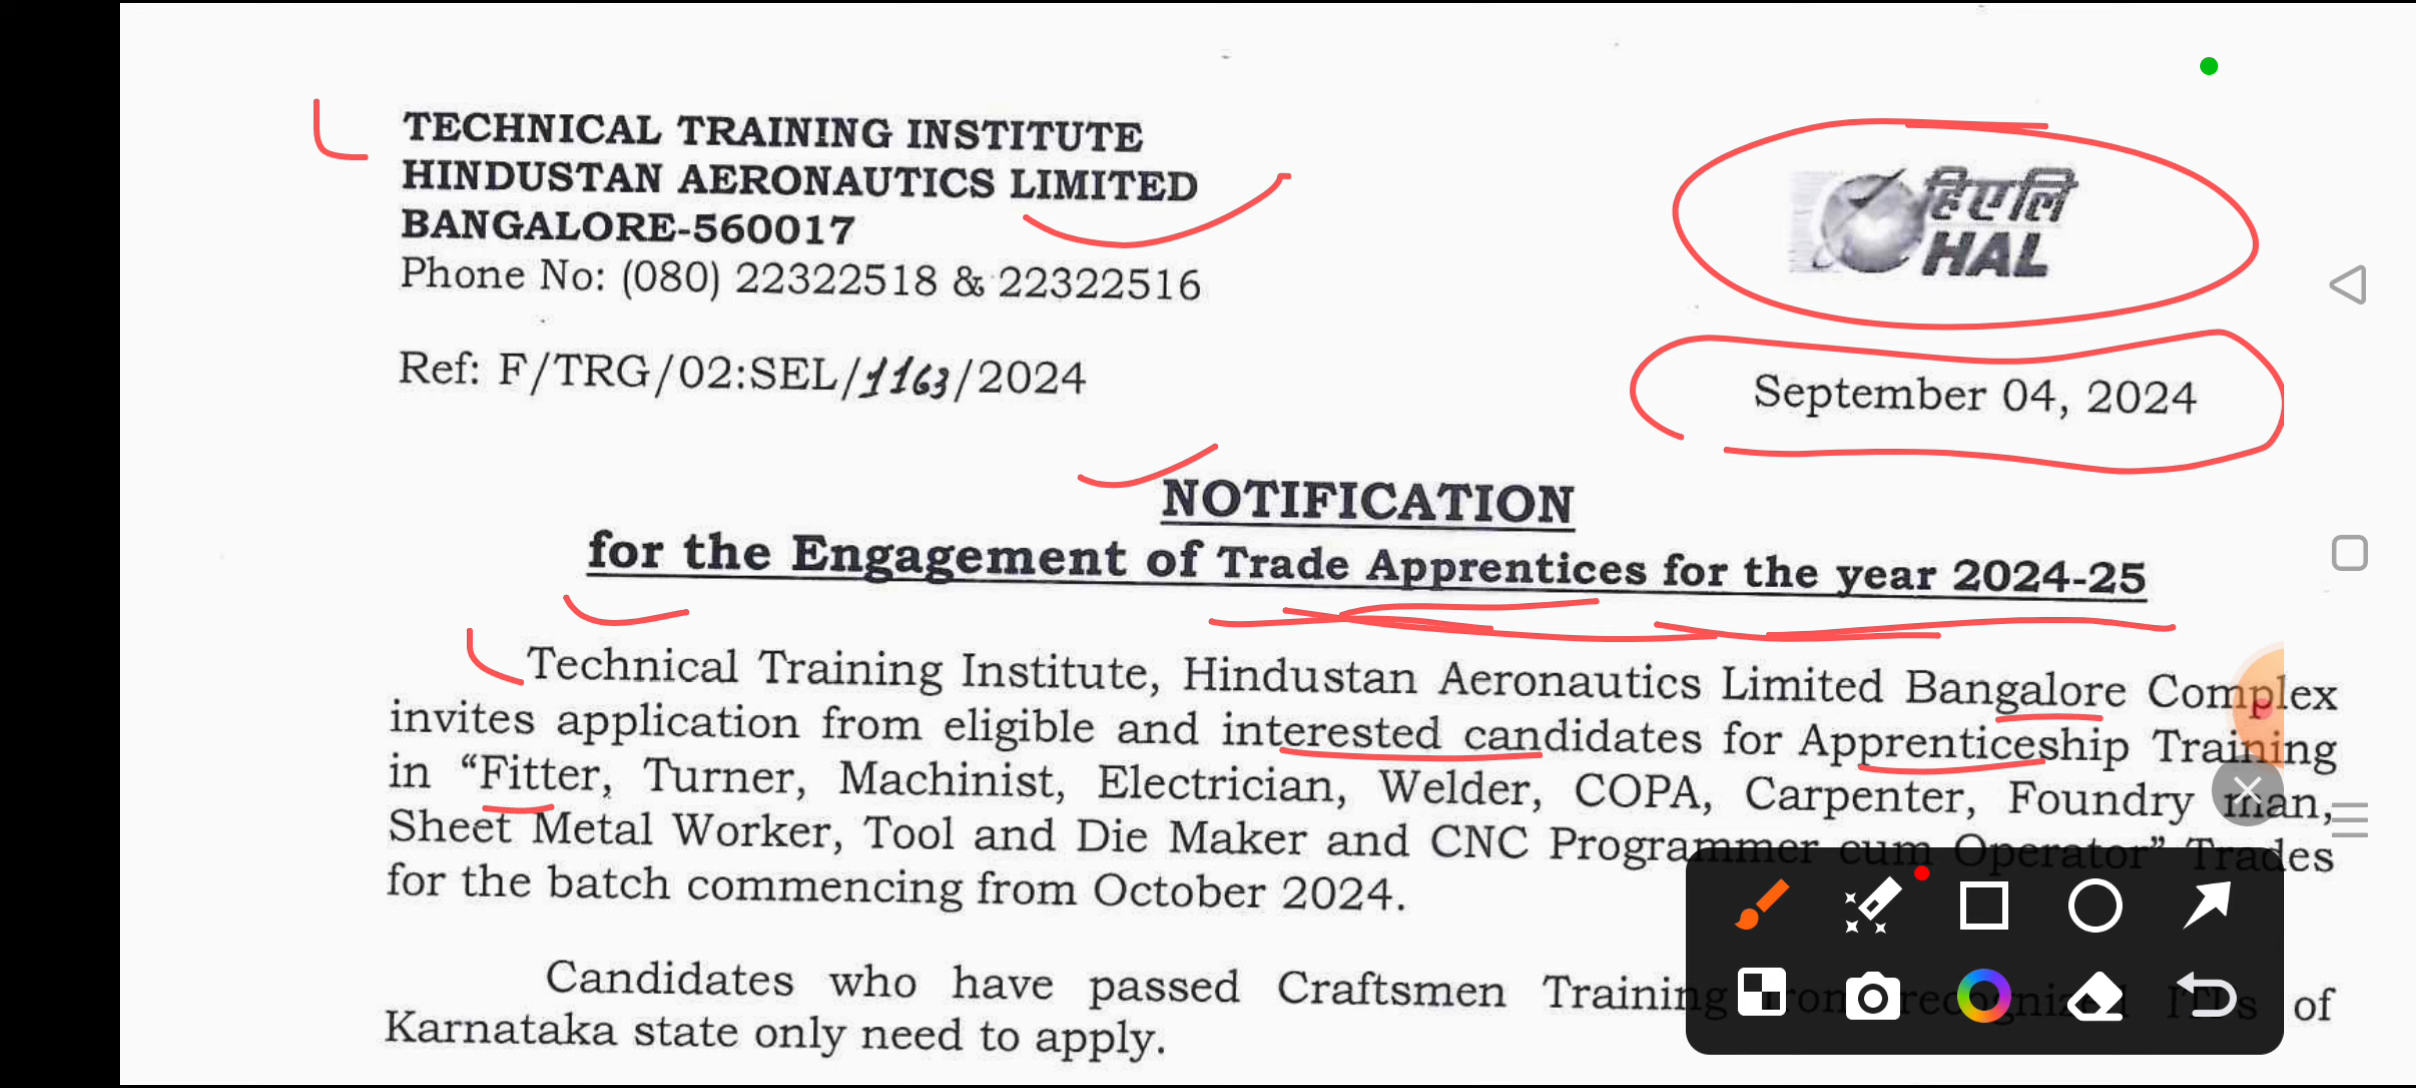 TECHNICAL TRAINING INSTITUTE
HINDUSTAN AERONAUTICS LIMITED
BANGALORE-560017
Phone No: (080) 22322518 & 22322516
हिएलि
HAL
Ref: F/TRG/02:SEL/1163/2024
September 04, 2024
NOTIFICATION
for the Engagement of Trade Apprentices for the year 2024-25
Technical Training Institute, Hindustan Aeronautics Limited Bangalore Complex
invites application from eligible and interested candidates for Apprenticeship Training
in “Fitter, Turner, Machinist, Electrician, Welder, COPA, Carpenter, Foundry man,
Sheet Metal Worker, Tool and Die Maker and CNC Programmer cum Operator” Trades
for the batch commencing from October 2024.
Candidates who have passed Craftsmen Training from recognized ITIs of
Karnataka state only need to apply.